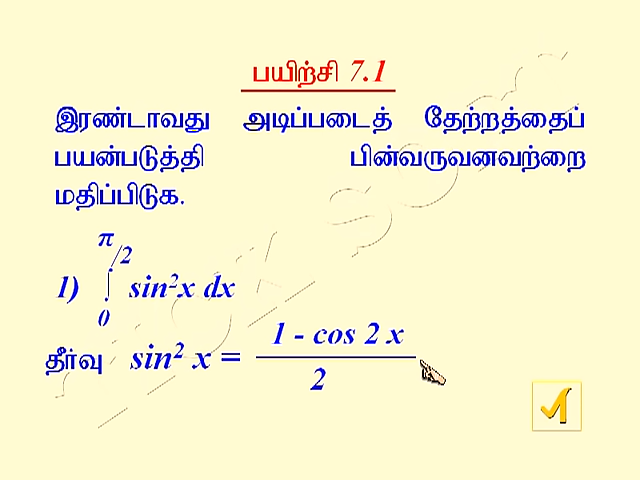 பயிற்சி 7.1
இரண்டாவது அடிப்படைத் தேற்றத்தைப்
பயன்படுத்தி பின்வருவனவற்றை
மதிப்பிடுக.
π/2
1) ∫ sin²x dx
0
தீர்வு sin² x = 1 - cos 2 x
2